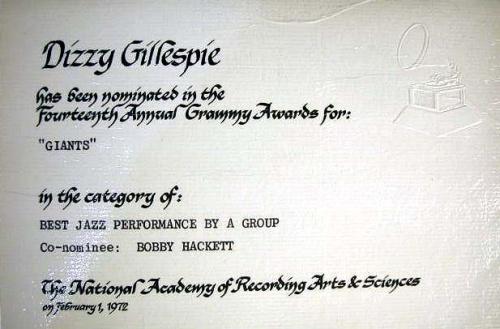 Dizzy Gillespie
has been nominated in the
Fourteenth Annual Grammy Awards for:
"GIANTS"
in the category of:
BEST JAZZ PERFORMANCE BY A GROUP
Co-nominee: BOBBY HACKETT
The National Academy of Recording Arts & Sciences
on February 1, 1972